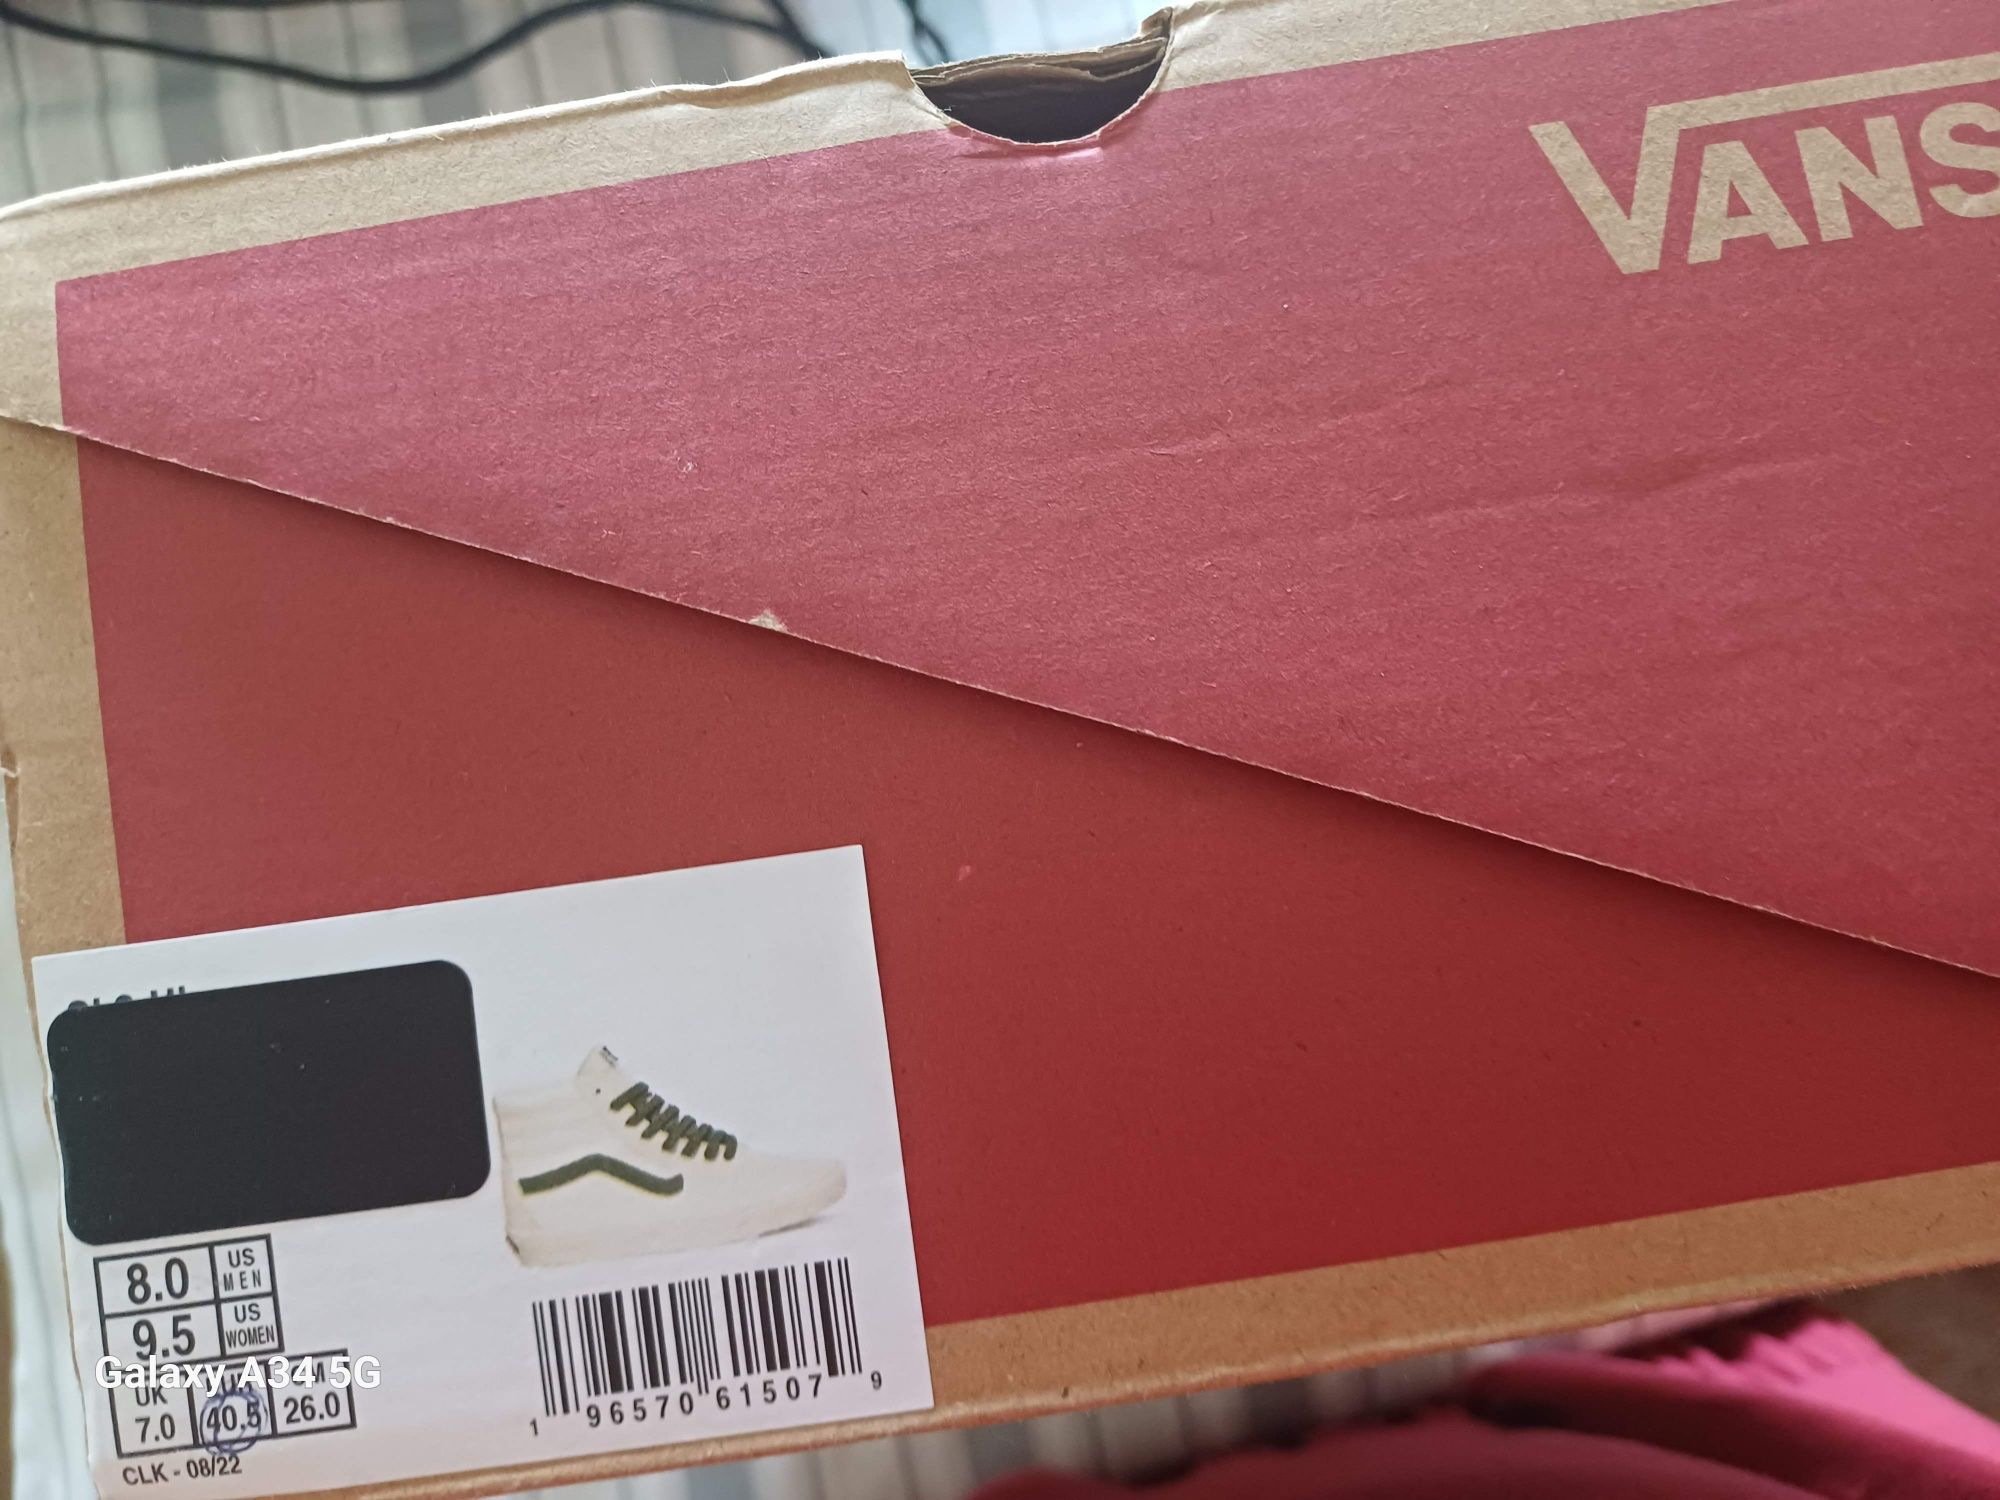 VANS
8.0 US MEN
9.5 US WOMEN
Galaxy A34 5G
UK
7.0 40.5 26.0
1 96570 61507 9
CLK - 08/22